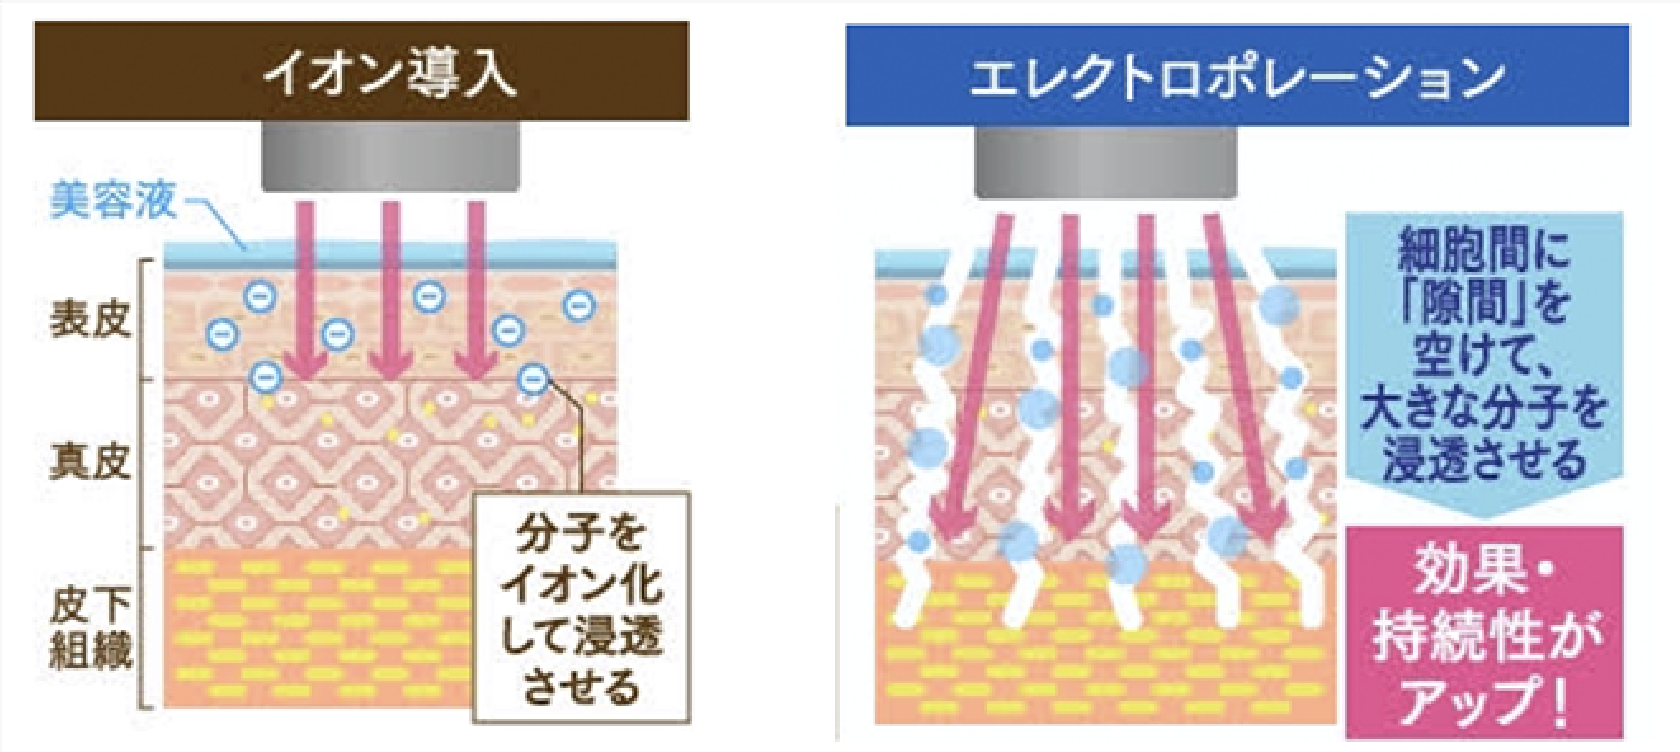 イオン導入
美容液
表皮
真皮
皮下
組織
分子を
イオン化
して浸透
させる
エレクトロポレーション
細胞間に
「隙間」を
空けて、
大きな分子を
浸透させる
効果・
持続性が
アップ！